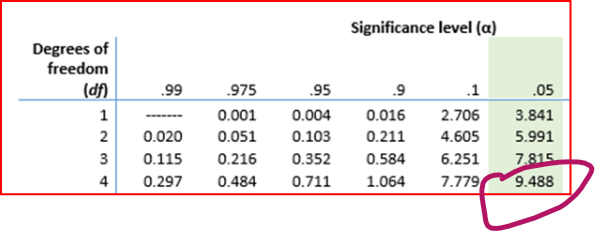 Significance level (α)
Degrees of
freedom
(df) .99 .975 .95 .9 .1 .05
1 ------- 0.001 0.004 0.016 2.706 3.841
2 0.020 0.051 0.103 0.211 4.605 5.991
3 0.115 0.216 0.352 0.584 6.251 7.815
4 0.297 0.484 0.711 1.064 7.779 9.488